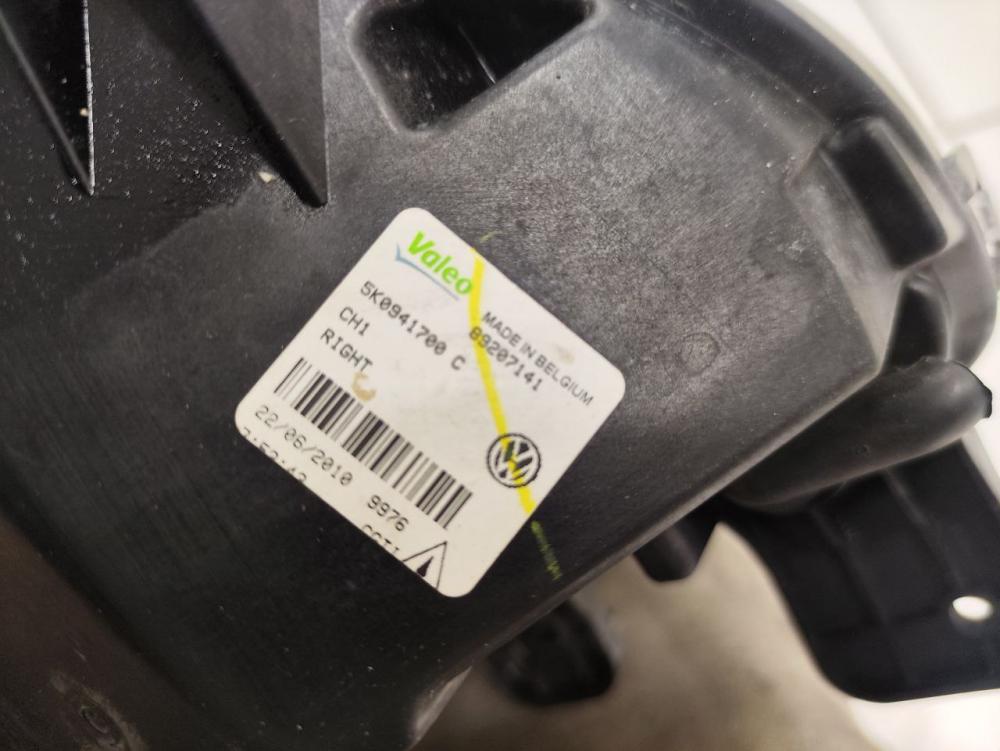 Valeo
MADE IN BELGIUM
5K0941700 C 89207141
CH1
RIGHT
22/06/2010 9976